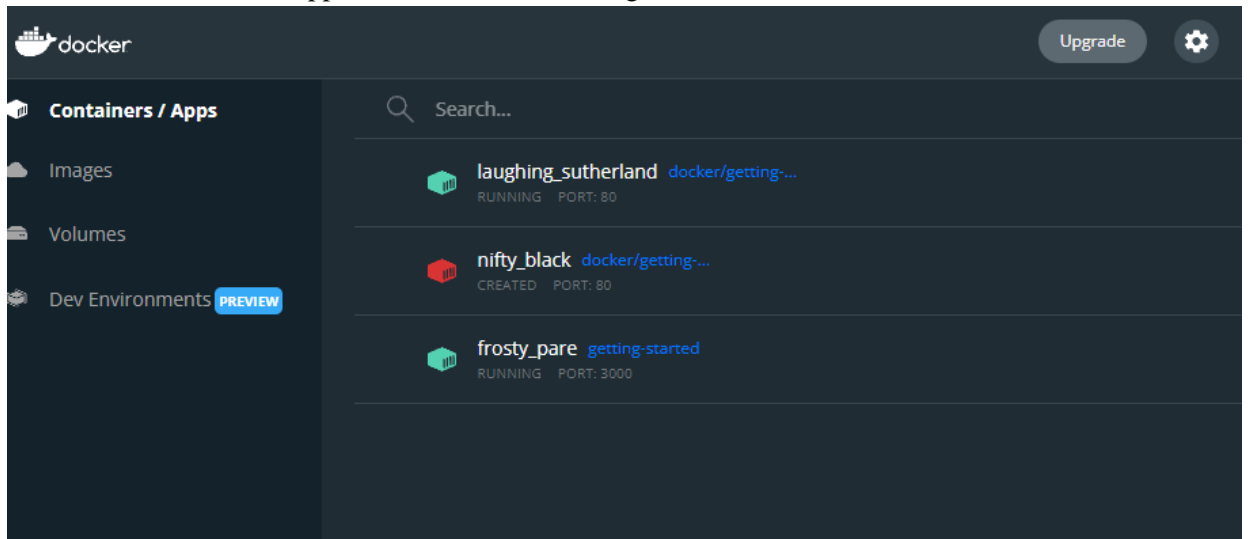 docker
Upgrade
Containers / Apps
Images
Volumes
Dev Environments PREVIEW
Search...
laughing_sutherland docker/getting-...
RUNNING PORT: 80
nifty_black docker/getting-...
CREATED PORT: 80
frosty_pare getting-started
RUNNING PORT: 3000